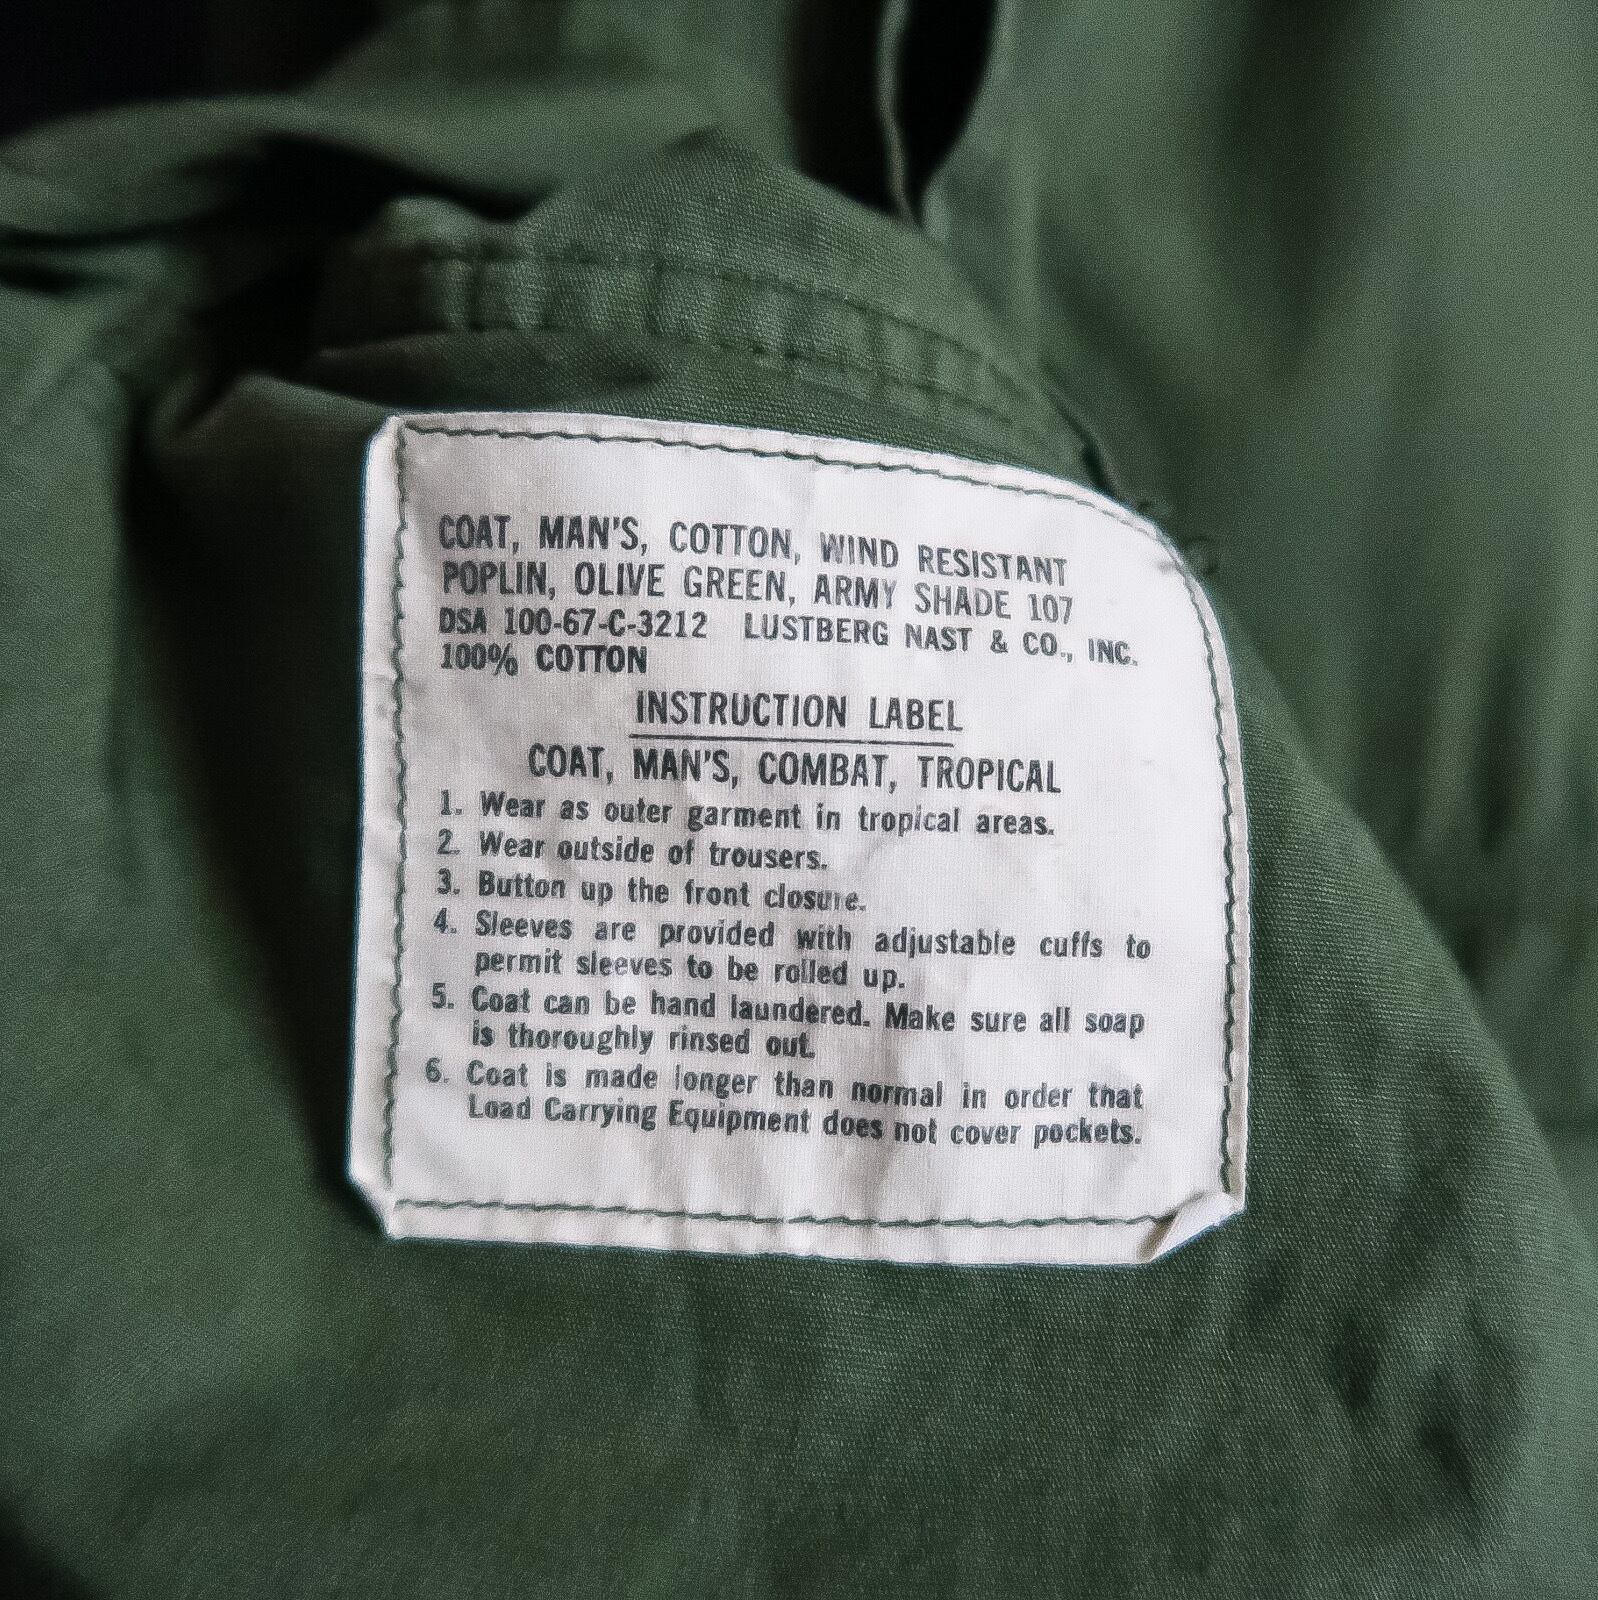 COAT, MAN'S, COTTON, WIND RESISTANT
POPLIN, OLIVE GREEN, ARMY SHADE 107
DSA 100-67-C-3212 LUSTBERG NAST & CO., INC.
100% COTTON
INSTRUCTION LABEL
COAT, MAN'S, COMBAT, TROPICAL
1. Wear as outer garment in tropical areas.
2. Wear outside of trousers.
3. Button up the front closure.
4. Sleeves are provided with adjustable cuffs to
permit sleeves to be rolled up.
5. Coat can be hand laundered. Make sure all soap
is thoroughly rinsed out.
6. Coat is made longer than normal in order that
Load Carrying Equipment does not cover pockets.